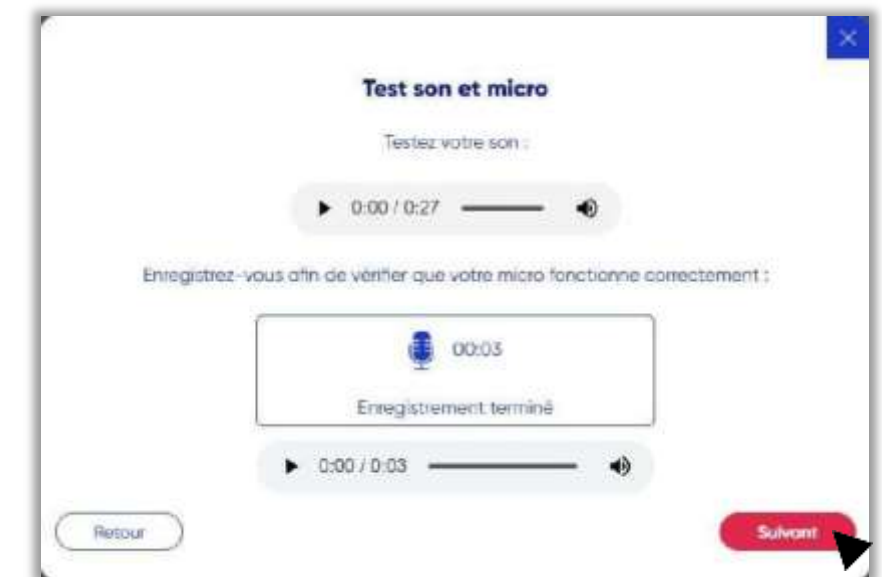 Test son et micro
Testez votre son :
0:00 / 0:27
Enregistrez-vous afin de vérifier que votre micro fonctionne correctement :
00:03
Enregistrement terminé
0:00 / 0:03
Retour
Suivant